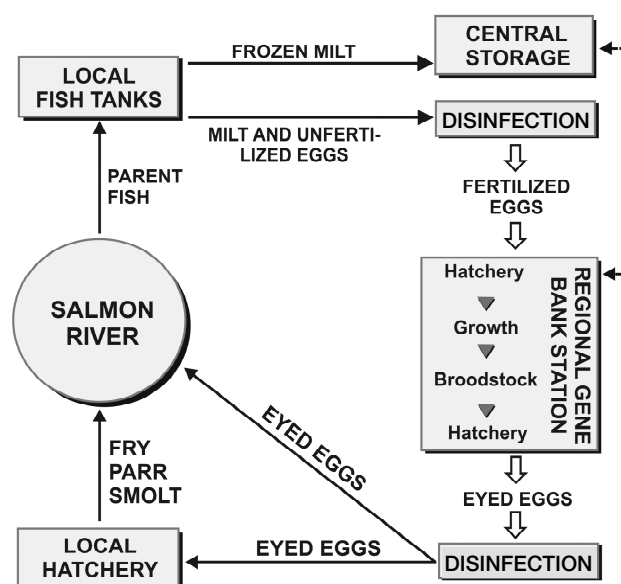 CENTRAL
STORAGE
FROZEN MILT
LOCAL
FISH TANKS
MILT AND UNFERTI-
LIZED EGGS
DISINFECTION
PARENT
FISH
FERTILIZED
EGGS
SALMON
RIVER
Hatchery
Growth
Broodstock
Hatchery
REGIONAL GENE
BANK STATION
EYED EGGS
FRY
PARR
SMOLT
EYED EGGS
LOCAL
HATCHERY
EYED EGGS
DISINFECTION